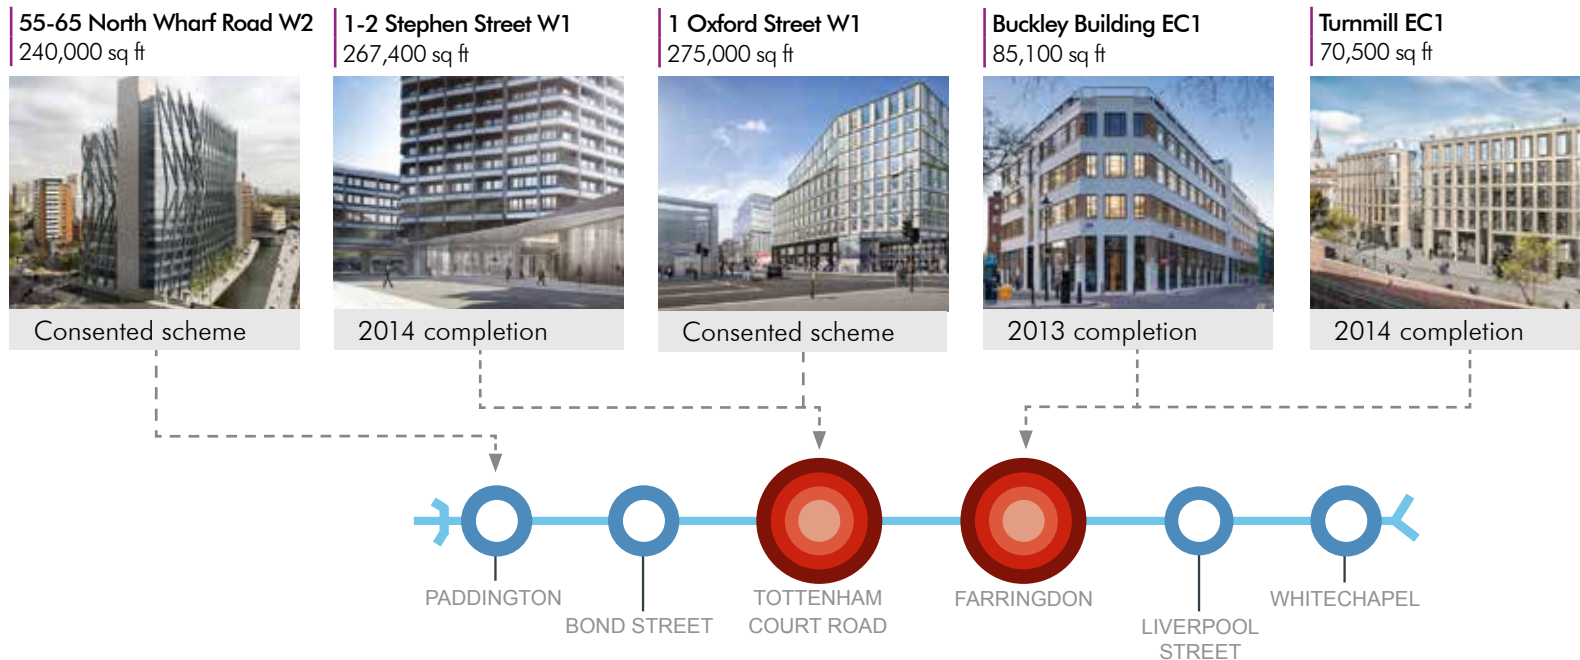 55-65 North Wharf Road W2
240,000 sq ft
1-2 Stephen Street W1
267,400 sq ft
1 Oxford Street W1
275,000 sq ft
Buckley Building EC1
85,100 sq ft
Turnmill EC1
70,500 sq ft
Consented scheme
2014 completion
Consented scheme
2013 completion
2014 completion
PADDINGTON
BOND STREET
TOTTENHAM
COURT ROAD
FARRINGDON
LIVERPOOL
STREET
WHITECHAPEL